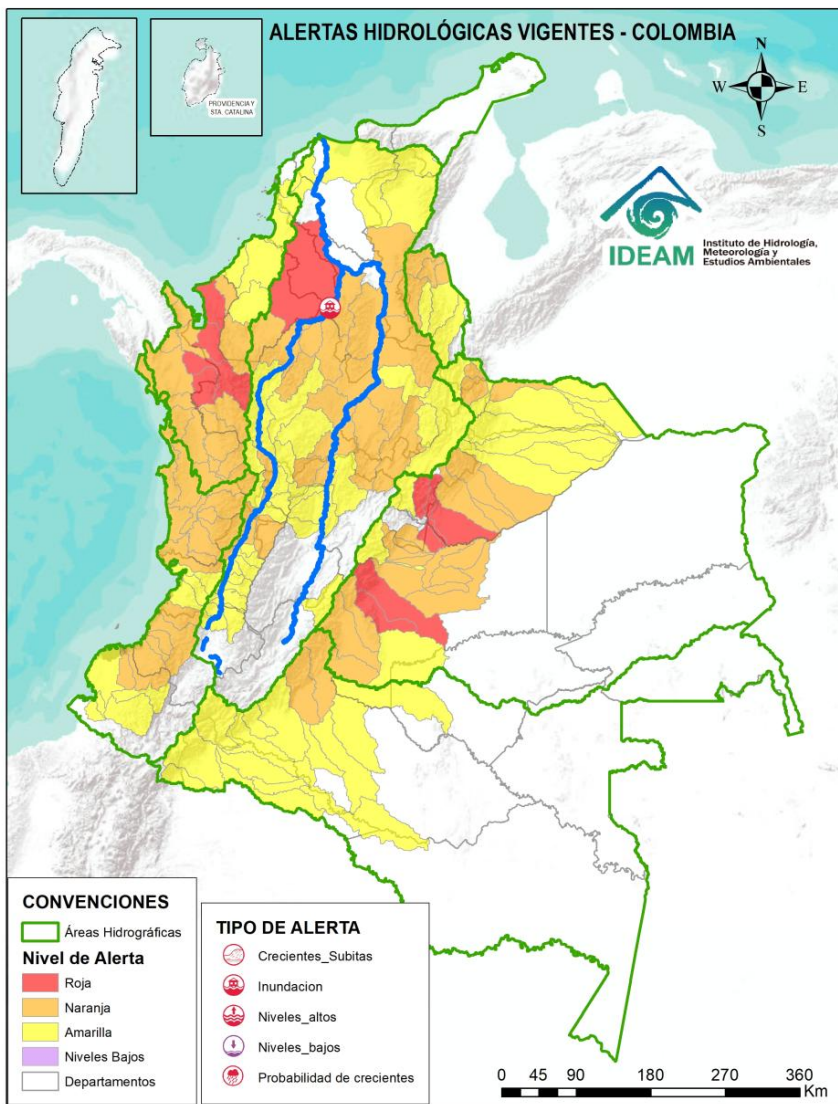 ALERTAS HIDROLÓGICAS VIGENTES - COLOMBIA
PROVIDENCIA Y
STA. CATALINA
N
W
E
S
IDEAM
Instituto de Hidrología,
Meteorología y
Estudios Ambientales
CONVENCIONES
Áreas Hidrográficas
Nivel de Alerta
Roja
Naranja
Amarilla
Niveles Bajos
Departamentos
TIPO DE ALERTA
Crecientes_Subitas
Inundacion
Niveles_altos
Niveles_bajos
Probabilidad de crecientes
0 45 90 180 270 360
Km